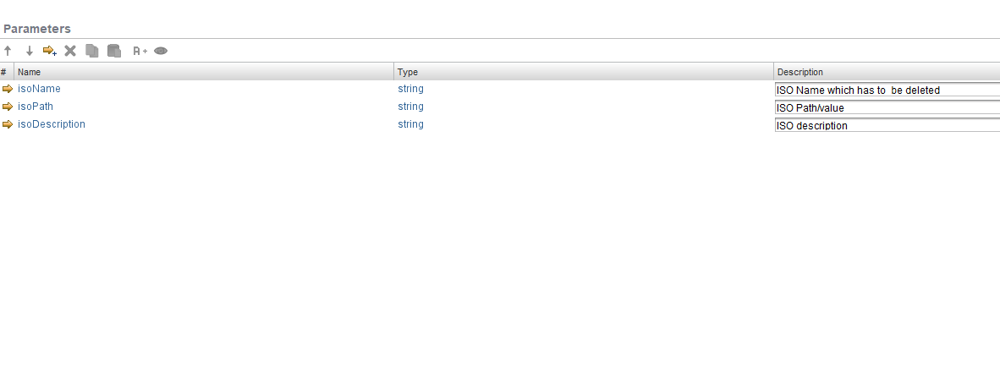 Parameters
A +
# Name Type Description
isoName string ISO Name which has to  be deleted
isoPath string ISO Path/value
isoDescription string ISO description